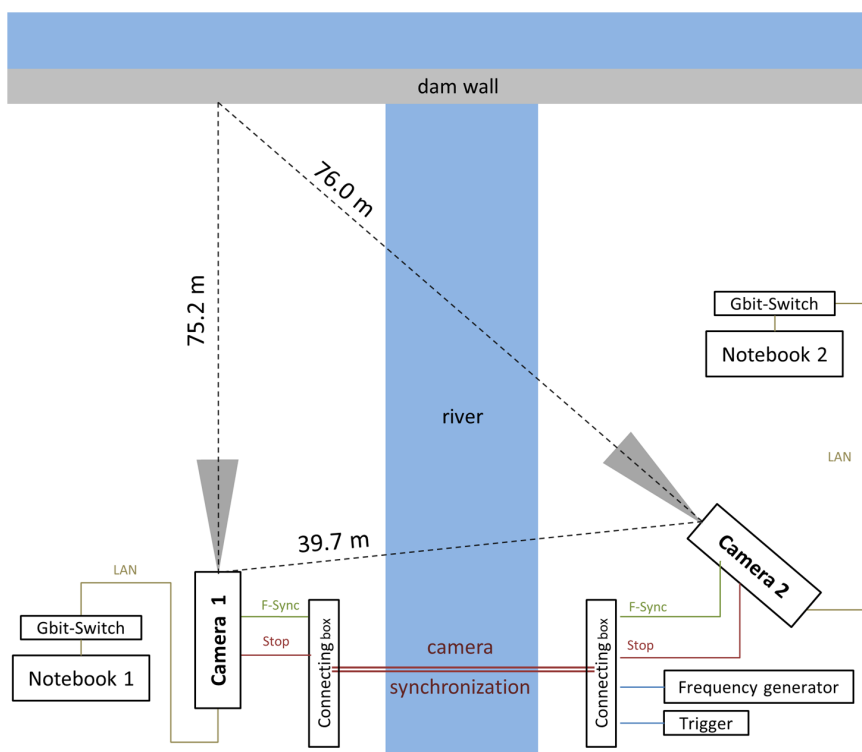 dam wall
76.0 m
75.2 m
Gbit-Switch
Notebook 2
river
LAN
39.7 m
Camera 2
LAN
Camera 1
F-Sync
Stop
Connecting box
Gbit-Switch
Notebook 1
camera
synchronization
Connecting box
F-Sync
Stop
Frequency generator
Trigger